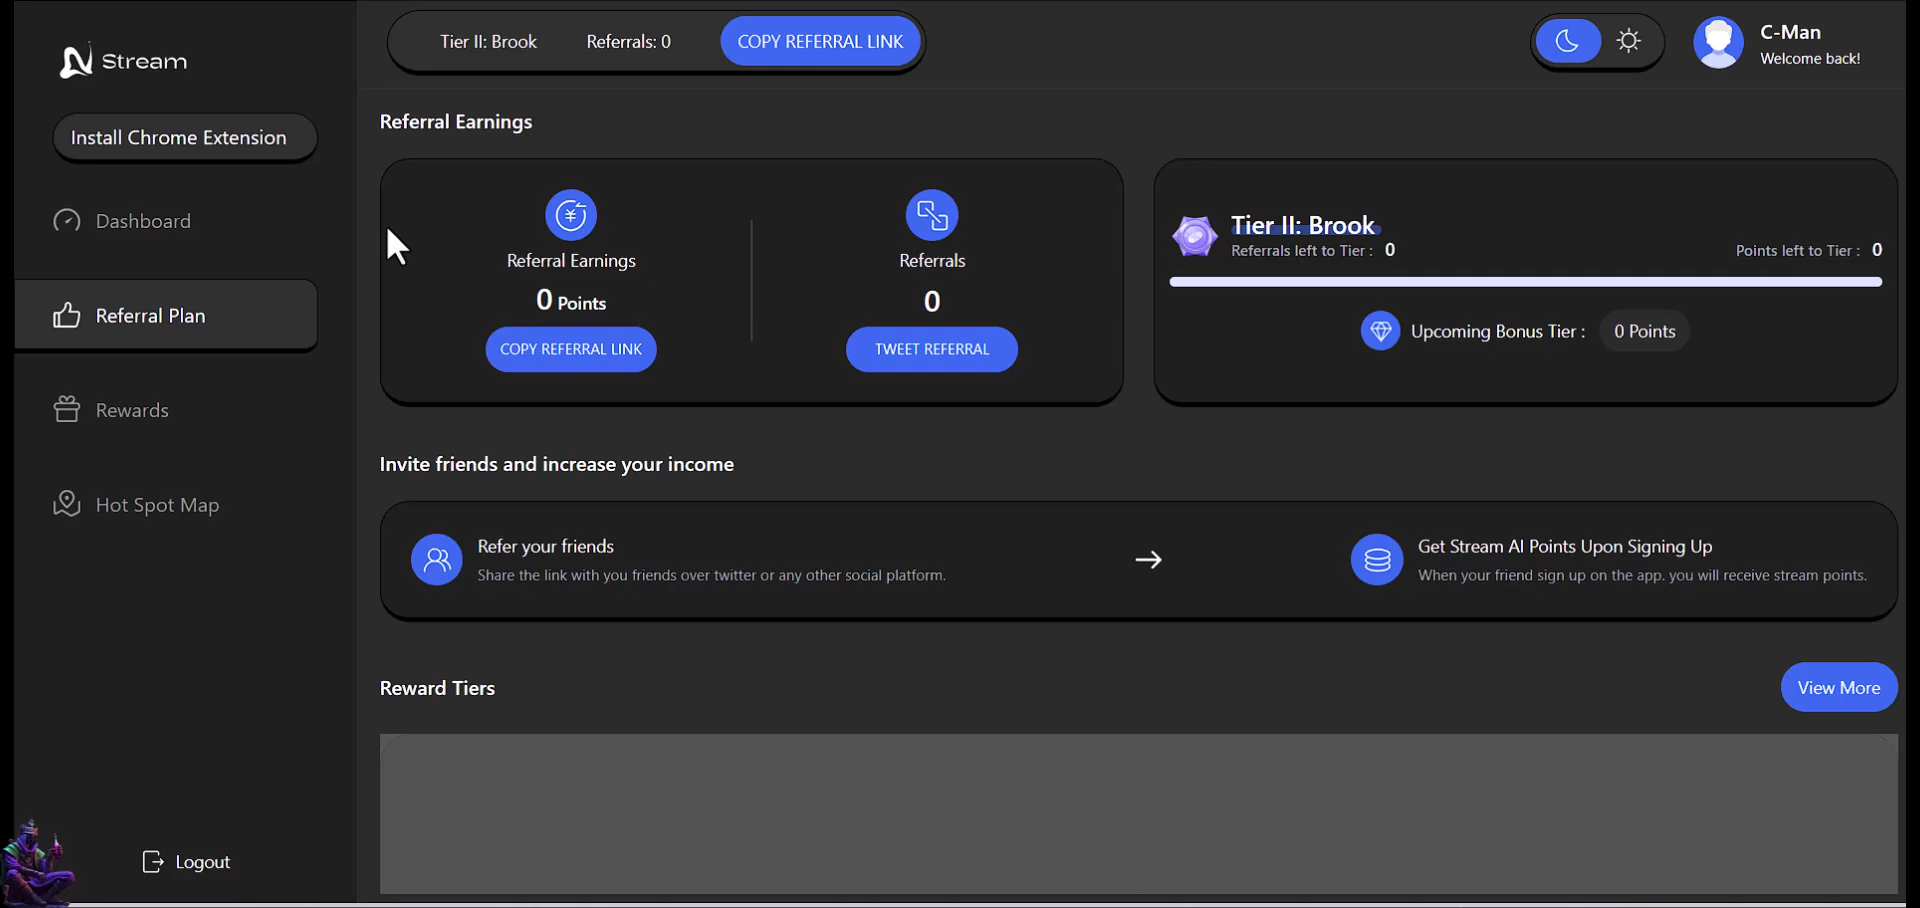 Stream
Install Chrome Extension
Dashboard
Referral Plan
Rewards
Hot Spot Map
Logout
Tier II: Brook
Referrals: 0
COPY REFERRAL LINK
C-Man
Welcome back!
Referral Earnings
Referral Earnings
0 Points
COPY REFERRAL LINK
Referrals
0
TWEET REFERRAL
Tier II: Brook
Referrals left to Tier : 0
Points left to Tier : 0
Upcoming Bonus Tier :
0 Points
Invite friends and increase your income
Refer your friends
Share the link with you friends over twitter or any other social platform.
Get Stream AI Points Upon Signing Up
When your friend sign up on the app. you will receive stream points.
Reward Tiers
View More